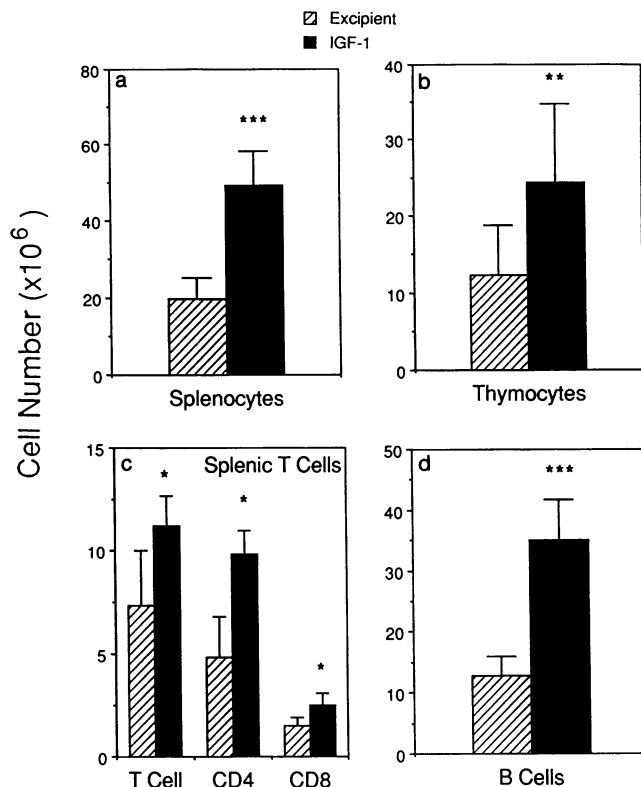 Excipient
IGF-1
Cell Number (x10⁶)
a
80
60
40
20
0
***
Splenocytes
b
40
30
20
10
0
**
Thymocytes
c
Splenic T Cells
15
10
5
0
*
*
*
T Cell CD4 CD8
d
50
40
30
20
10
0
***
B Cells